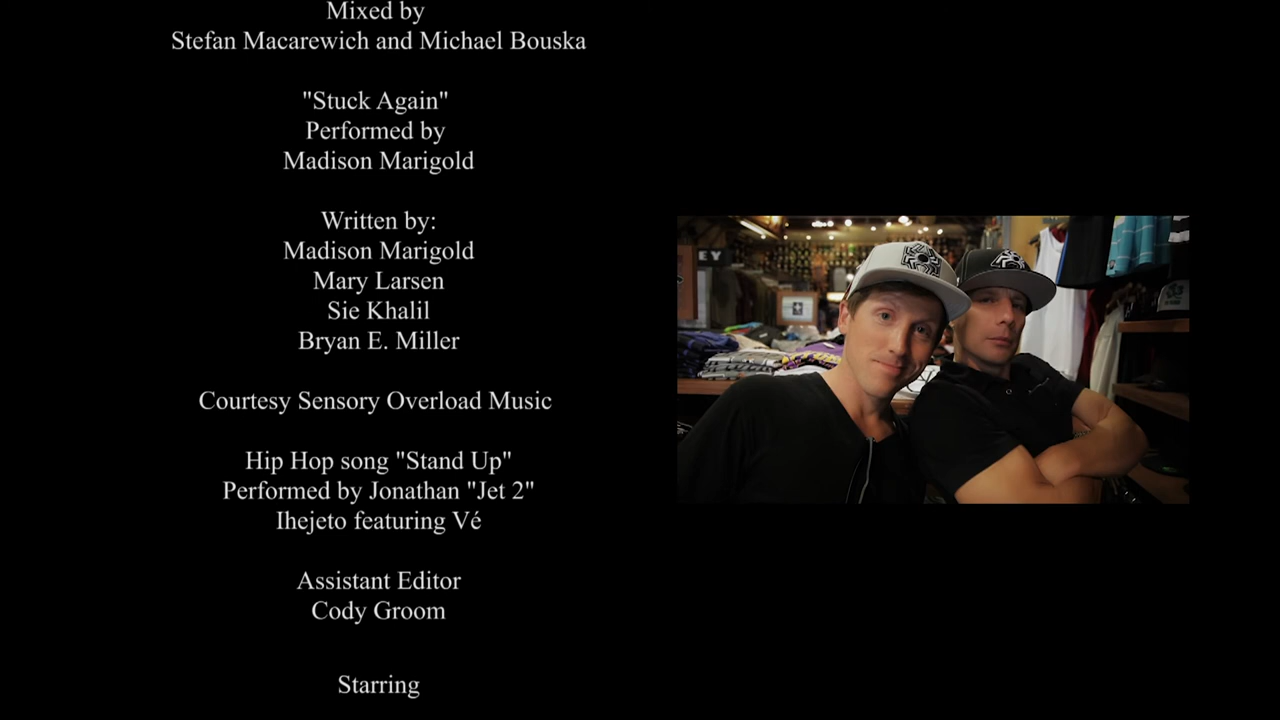 Mixed by
Stefan Macarewich and Michael Bouska
"Stuck Again"
Performed by
Madison Marigold
Written by:
Madison Marigold
Mary Larsen
Sie Khalil
Bryan E. Miller
Courtesy Sensory Overload Music
Hip Hop song "Stand Up"
Performed by Jonathan "Jet 2"
Ihejeto featuring Vé
Assistant Editor
Cody Groom
Starring
EY